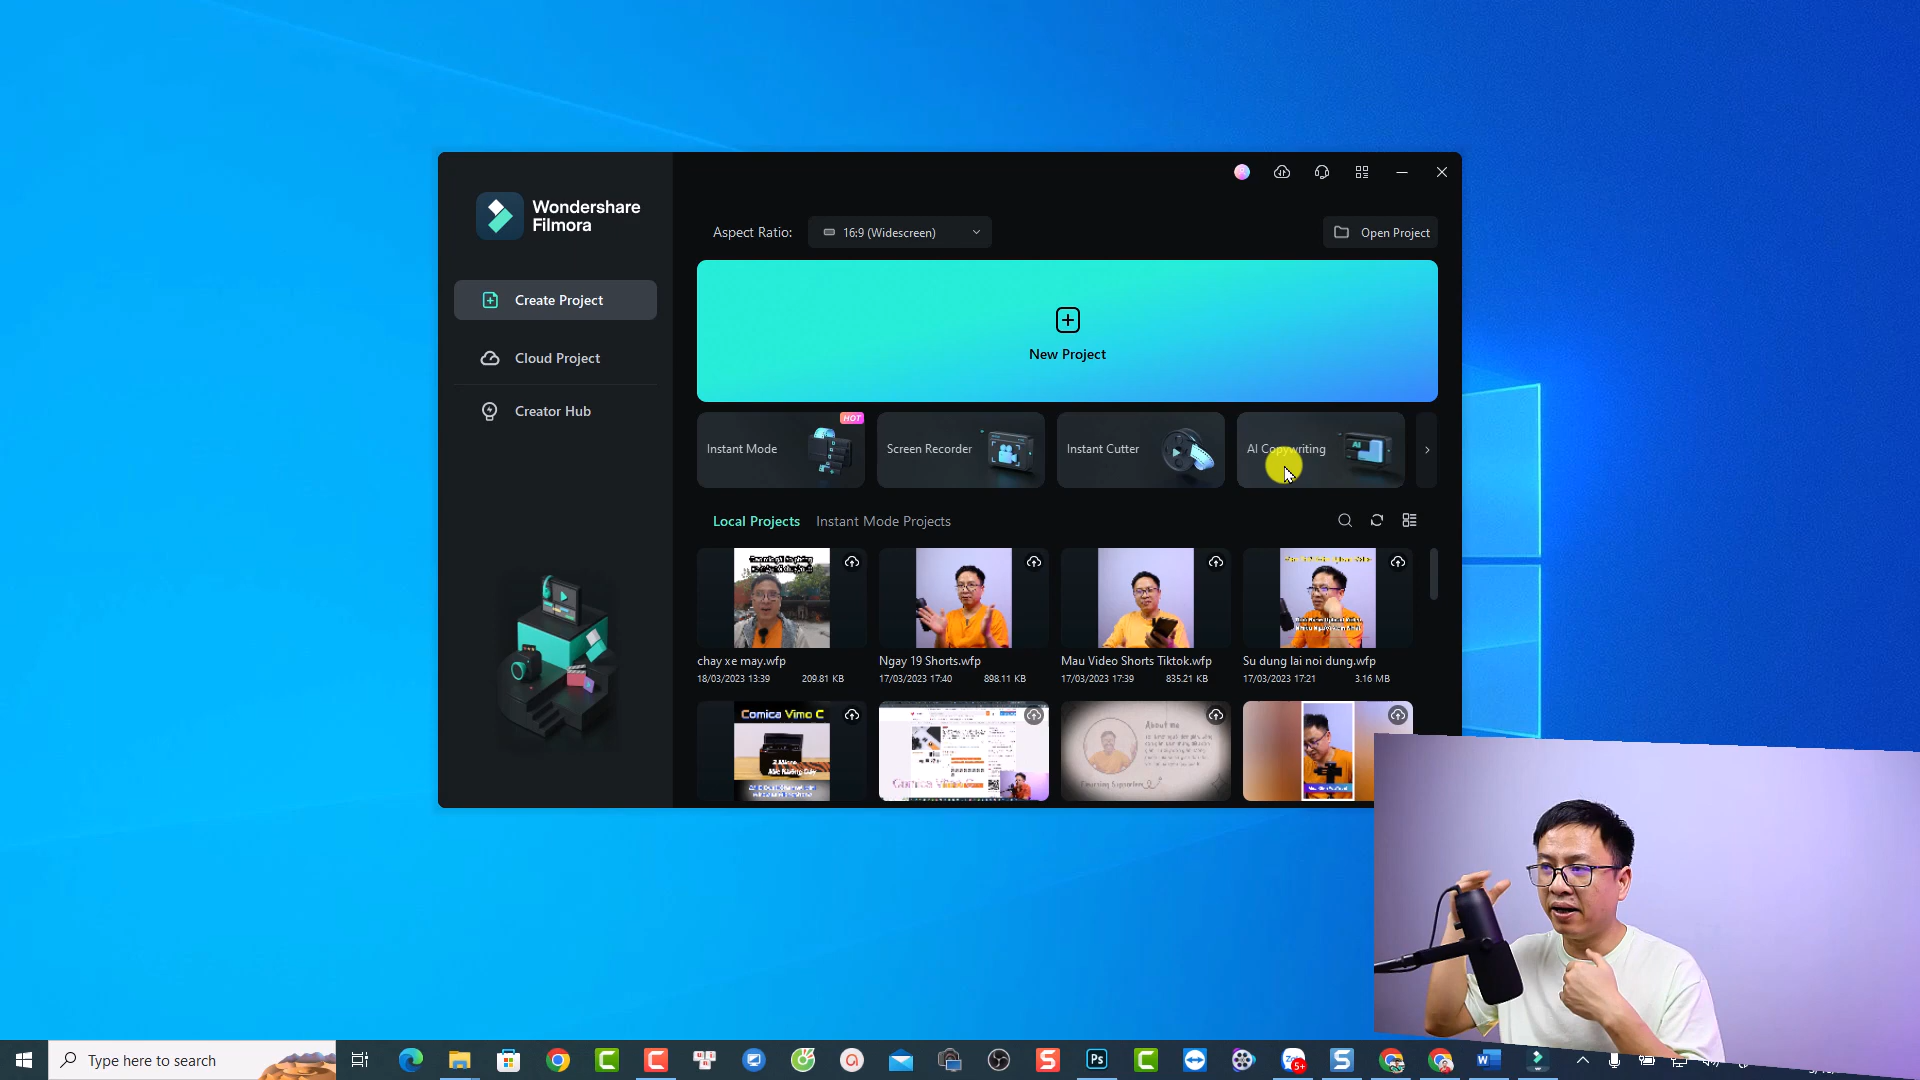 Wondershare
Filmora
Aspect Ratio:
16:9 (Widescreen)
Open Project
Create Project
Cloud Project
Creator Hub
New Project
HOT
Instant Mode
Screen Recorder
Instant Cutter
AI Copywriting
AI
Local Projects
Instant Mode Projects
chay xe may.wfp
18/03/2023 13:39
209.81 KB
Ngay 19 Shorts.wfp
17/03/2023 17:40
898.11 KB
Mau Video Shorts Tiktok.wfp
17/03/2023 17:39
835.21 KB
Su dung lai noi dung.wfp
17/03/2023 17:21
3.16 MB
Comica Vimo C
About me
Type here to search
5+